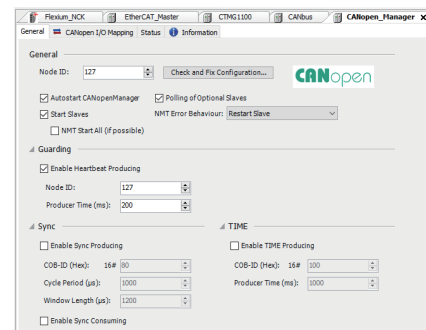 Flexium_NCK EtherCAT_Master CTMG1100 CANbus CANopen_Manager x
General CANopen I/O Mapping Status Information
General
Node ID: 127 Check and Fix Configuration... CANopen
Autostart CANopenManager Polling of Optional Slaves
Start Slaves NMT Error Behaviour: Restart Slave
NMT Start All (if possible)
Guarding
Enable Heartbeat Producing
Node ID: 127
Producer Time (ms): 200
Sync TIME
Enable Sync Producing Enable TIME Producing
COB-ID (Hex): 16# 80 COB-ID (Hex): 16# 100
Cycle Period (µs): 1000 Producer Time (ms): 1000
Window Length (µs): 1200
Enable Sync Consuming